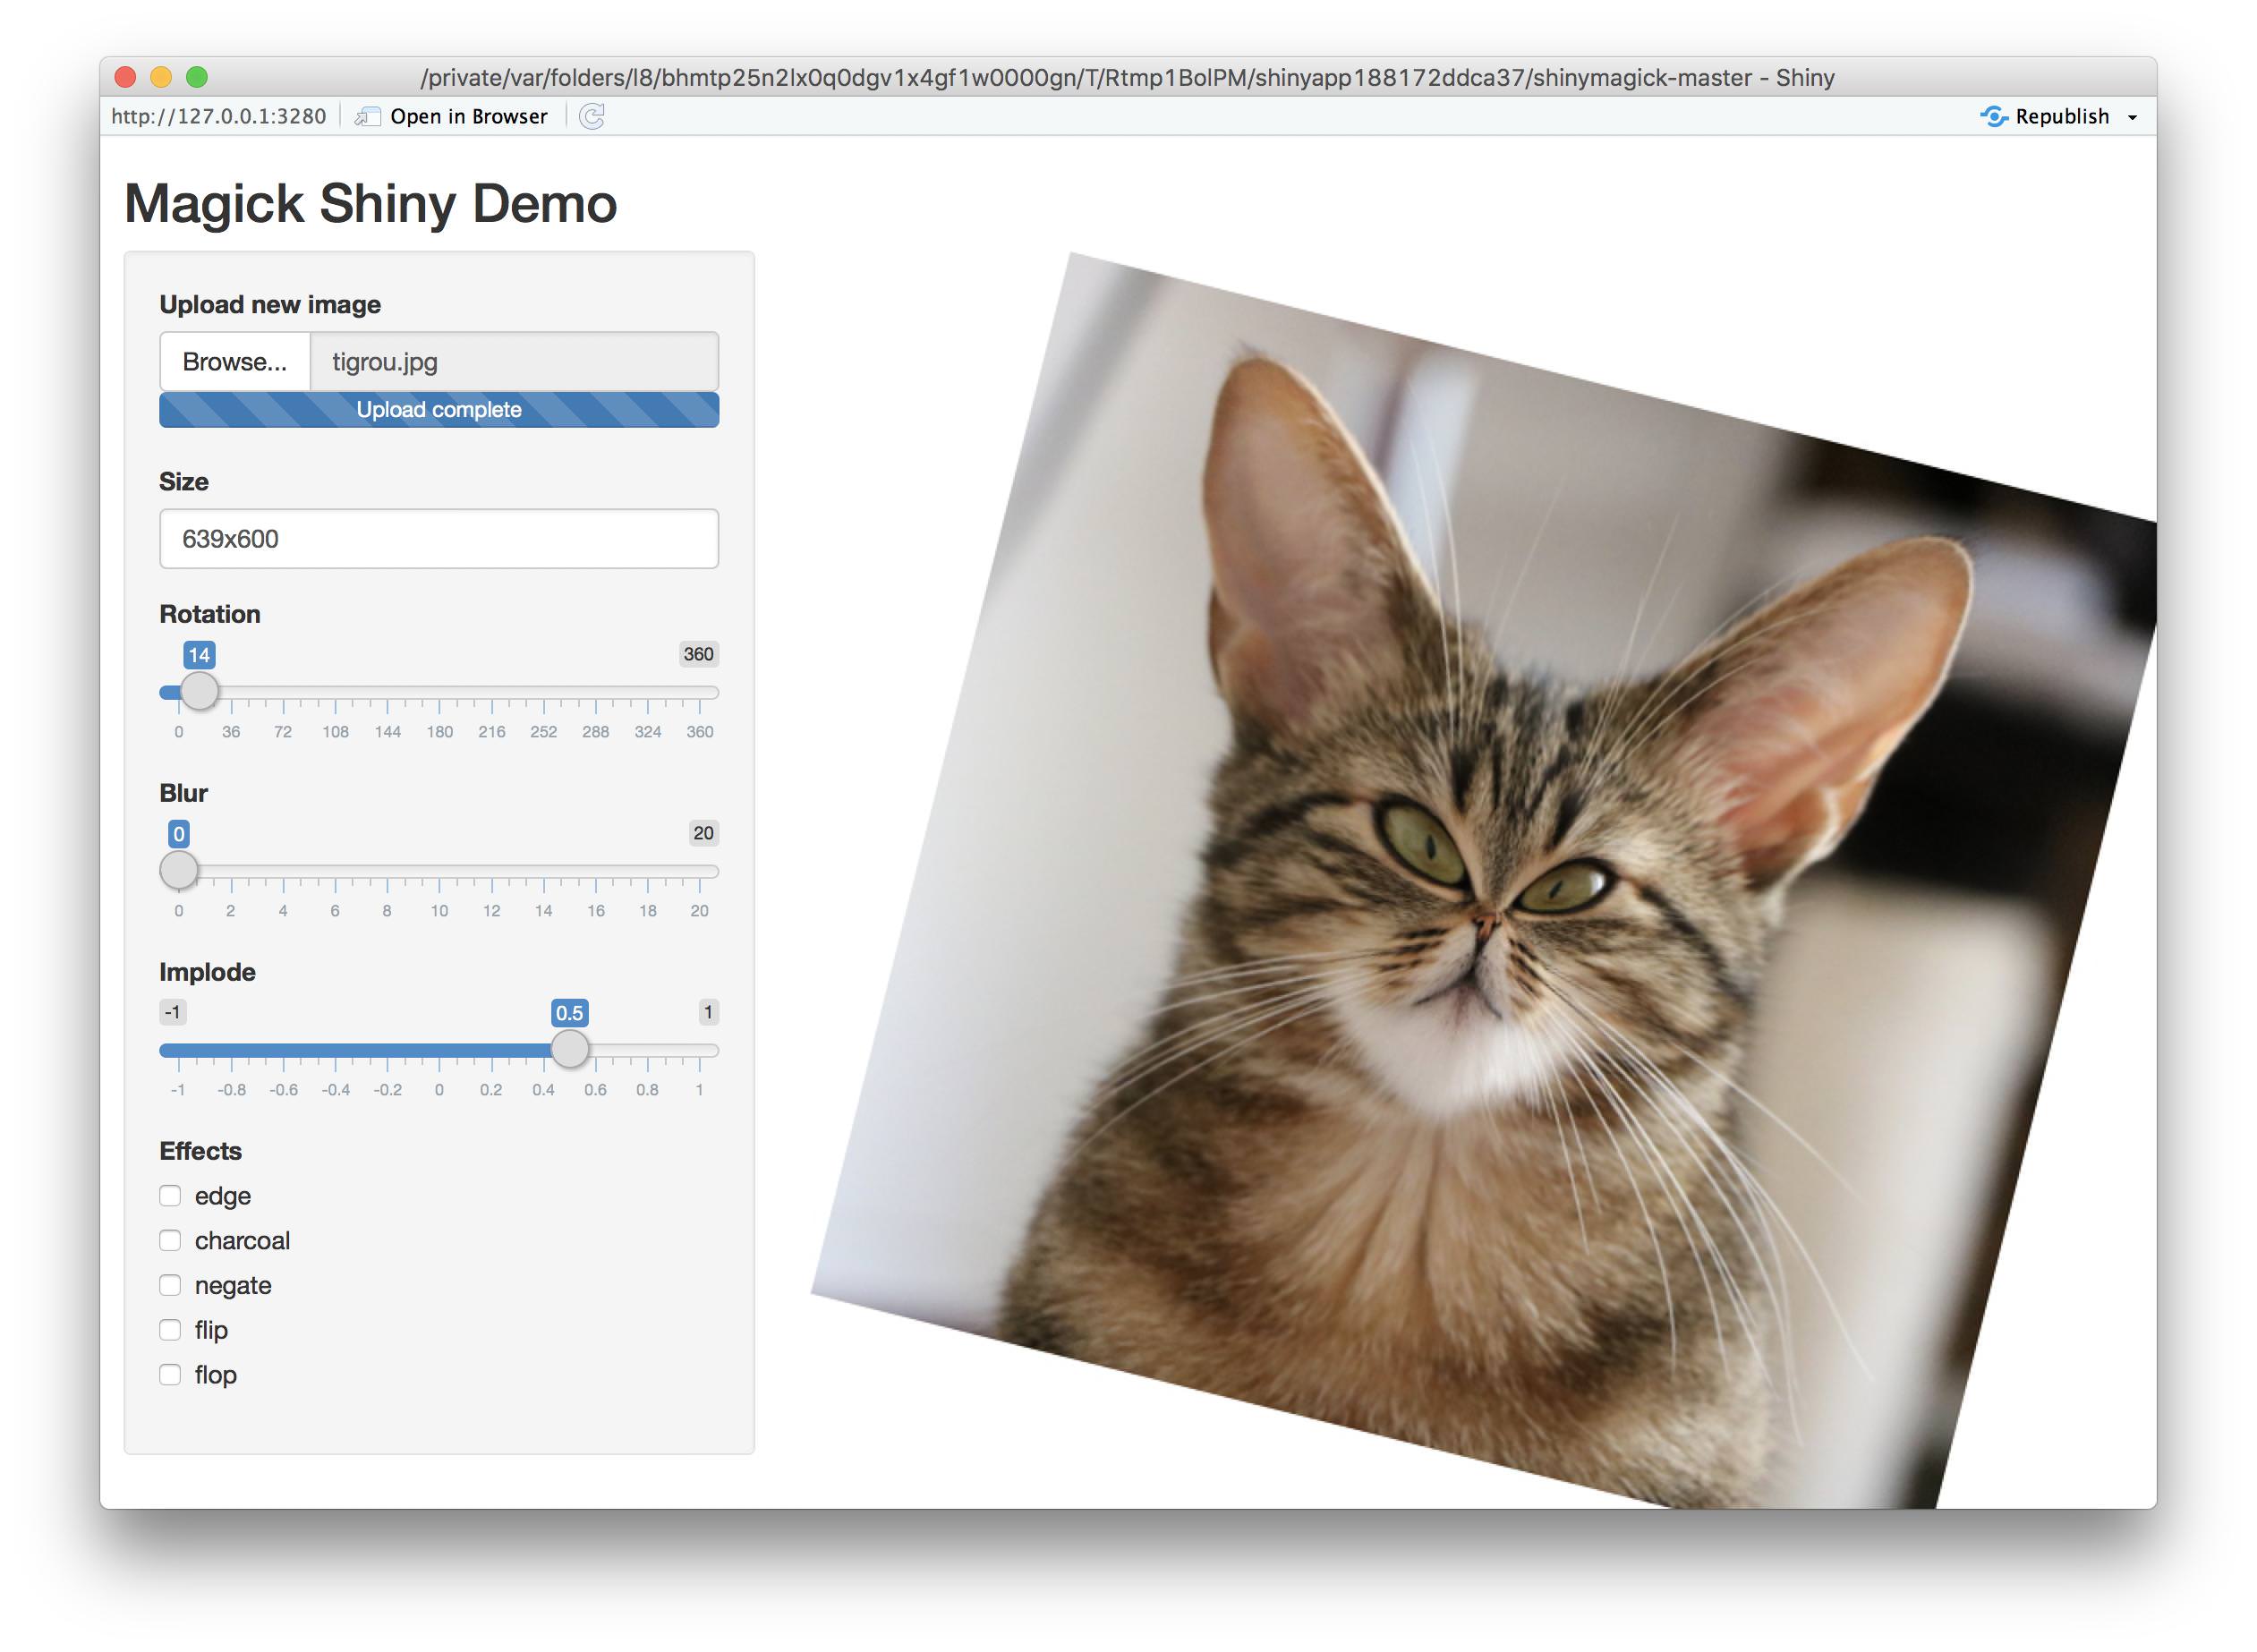 /private/var/folders/l8/bhmtp25n2lx0q0dgv1x4gf1w0000gn/T/Rtmp1BolPM/shinyapp188172ddca37/shinymagick-master - Shiny
http://127.0.0.1:3280 Open in Browser Republish
Magick Shiny Demo
Upload new image
Browse... tigrou.jpg
Upload complete
Size
639x600
Rotation
14 360
0 36 72 108 144 180 216 252 288 324 360
Blur
0 20
0 2 4 6 8 10 12 14 16 18 20
Implode
-1 0.5 1
-1 -0.8 -0.6 -0.4 -0.2 0 0.2 0.4 0.6 0.8 1
Effects
edge
charcoal
negate
flip
flop